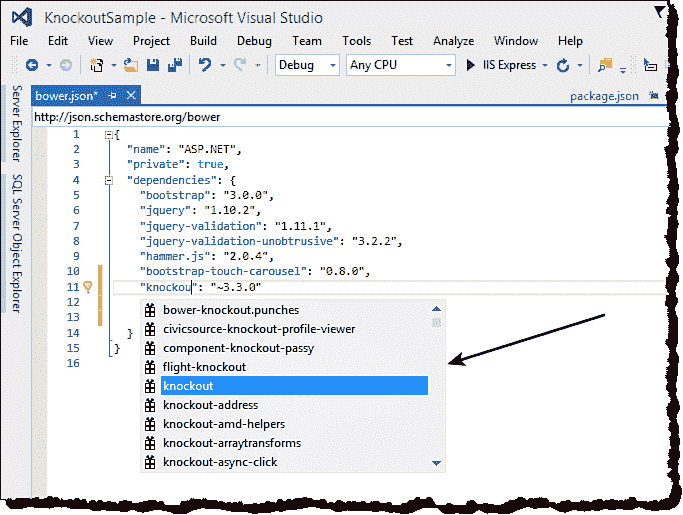 KnockoutSample - Microsoft Visual Studio
File Edit View Project Build Debug Team Tools Test Analyze Window Help
Debug Any CPU IIS Express
Server Explorer
SQL Server Object Explorer
bower.json* package.json
http://json.schemastore.org/bower
1 {
2 "name": "ASP.NET",
3 "private": true,
4 "dependencies": {
5 "bootstrap": "3.0.0",
6 "jquery": "1.10.2",
7 "jquery-validation": "1.11.1",
8 "jquery-validation-unobtrusive": "3.2.2",
9 "hammer.js": "2.0.4",
10 "bootstrap-touch-carousel": "0.8.0",
11 "knockou": "~3.3.0"
12
13
14 }
15 }
16
bower-knockout.punches
civicsource-knockout-profile-viewer
component-knockout-passy
flight-knockout
knockout
knockout-address
knockout-amd-helpers
knockout-arraytransforms
knockout-async-click